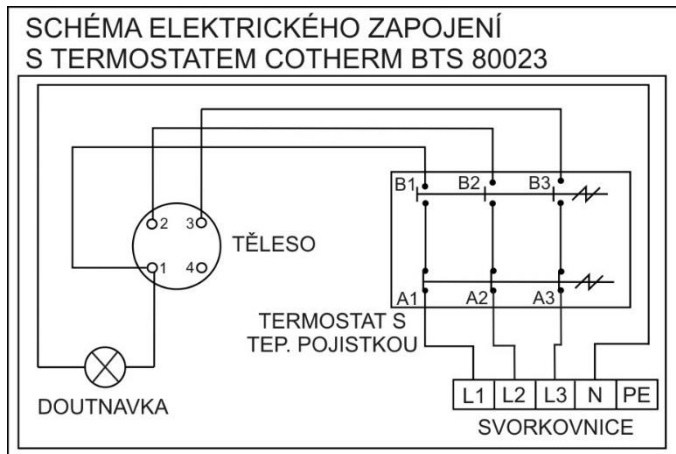 SCHÉMA ELEKTRICKÉHO ZAPOJENÍ
S TERMOSTATEM COTHERM BTS 80023
B1 B2 B3
2 3
TĚLESO
1 4
A1 A2 A3
TERMOSTAT S
TEP. POJISTKOU
L1 L2 L3 N PE
DOUTNAVKA
SVORKOVNICE